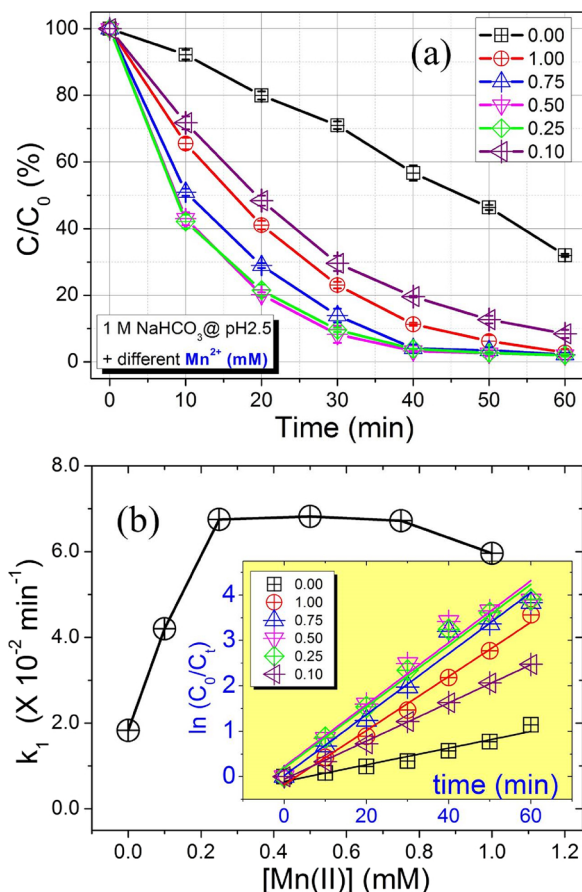 (a)
0.00
1.00
0.75
0.50
0.25
0.10
100
80
60
40
20
0
C/C₀ (%)
1 M NaHCO₃@ pH2.5
+ different Mn²⁺ (mM)
0 10 20 30 40 50 60
Time (min)
(b)
8.0
6.0
4.0
2.0
0.0
k₁ (X 10⁻² min⁻¹)
0.00
1.00
0.75
0.50
0.25
0.10
4
3
2
1
0
ln (C₀/Cₜ)
time (min)
0 20 40 60
0.0 0.2 0.4 0.6 0.8 1.0 1.2
[Mn(II)] (mM)